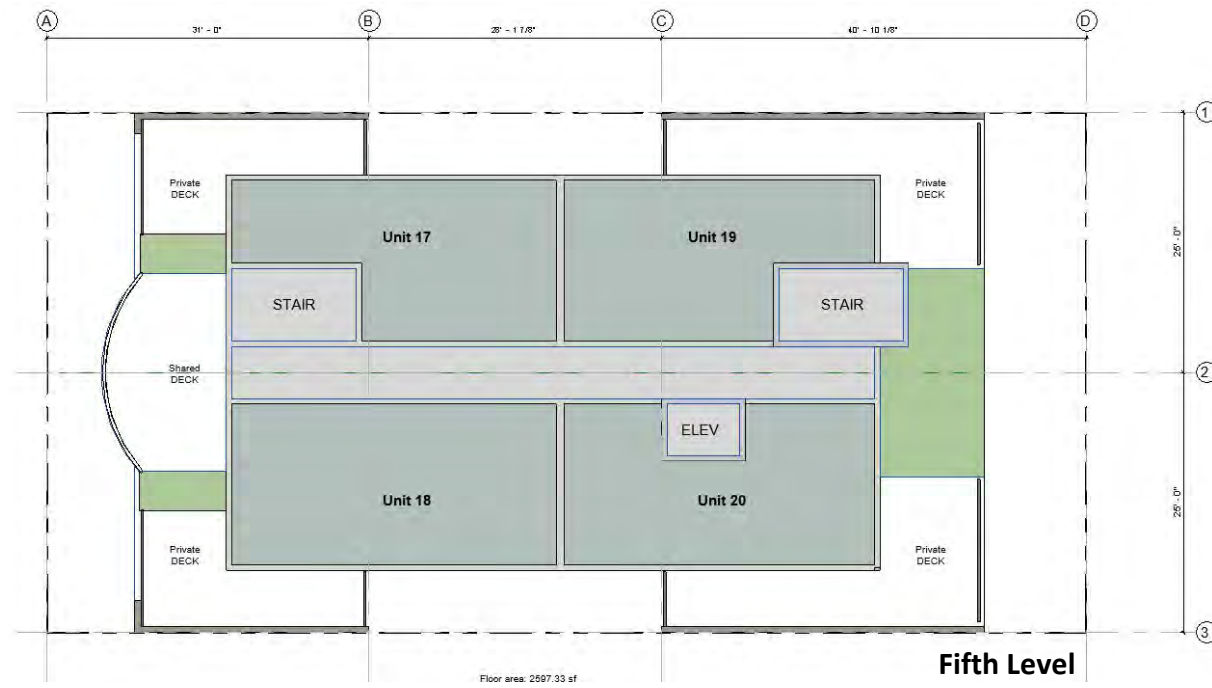 A B C D
31' - 0" 28' - 1 7/8" 40' - 10 1/8"
1
Private
DECK
Private
DECK
Unit 17
Unit 19
25' - 0"
STAIR
STAIR
Shared
DECK
2
ELEV
Unit 18
Unit 20
25' - 0"
Private
DECK
Private
DECK
3
Fifth Level
Floor area: 2597.33 sf